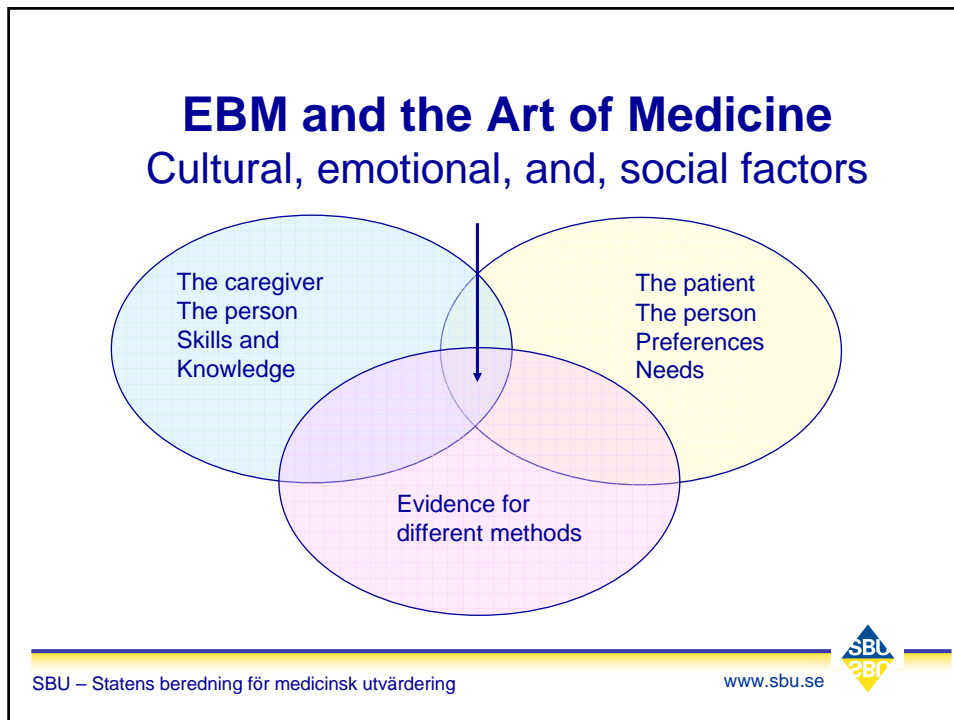 EBM and the Art of Medicine
Cultural, emotional, and, social factors
The caregiver
The person
Skills and
Knowledge
The patient
The person
Preferences
Needs
Evidence for
different methods
SBU – Statens beredning för medicinsk utvärdering
www.sbu.se
SBU
SBU